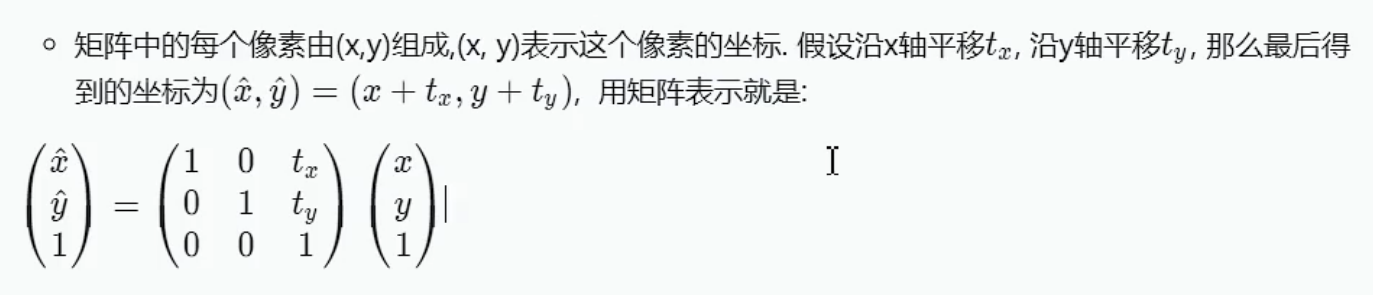 矩阵中的每个像素由(x,y)组成,(x, y)表示这个像素的坐标. 假设沿x轴平移$t_x$, 沿y轴平移$t_y$, 那么最后得
到的坐标为$(\hat{x}, \hat{y}) = (x + t_x, y + t_y)$, 用矩阵表示就是:
$\begin{pmatrix} \hat{x} \\ \hat{y} \\ 1 \end{pmatrix} = \begin{pmatrix} 1 & 0 & t_x \\ 0 & 1 & t_y \\ 0 & 0 & 1 \end{pmatrix} \begin{pmatrix} x \\ y \\ 1 \end{pmatrix}$